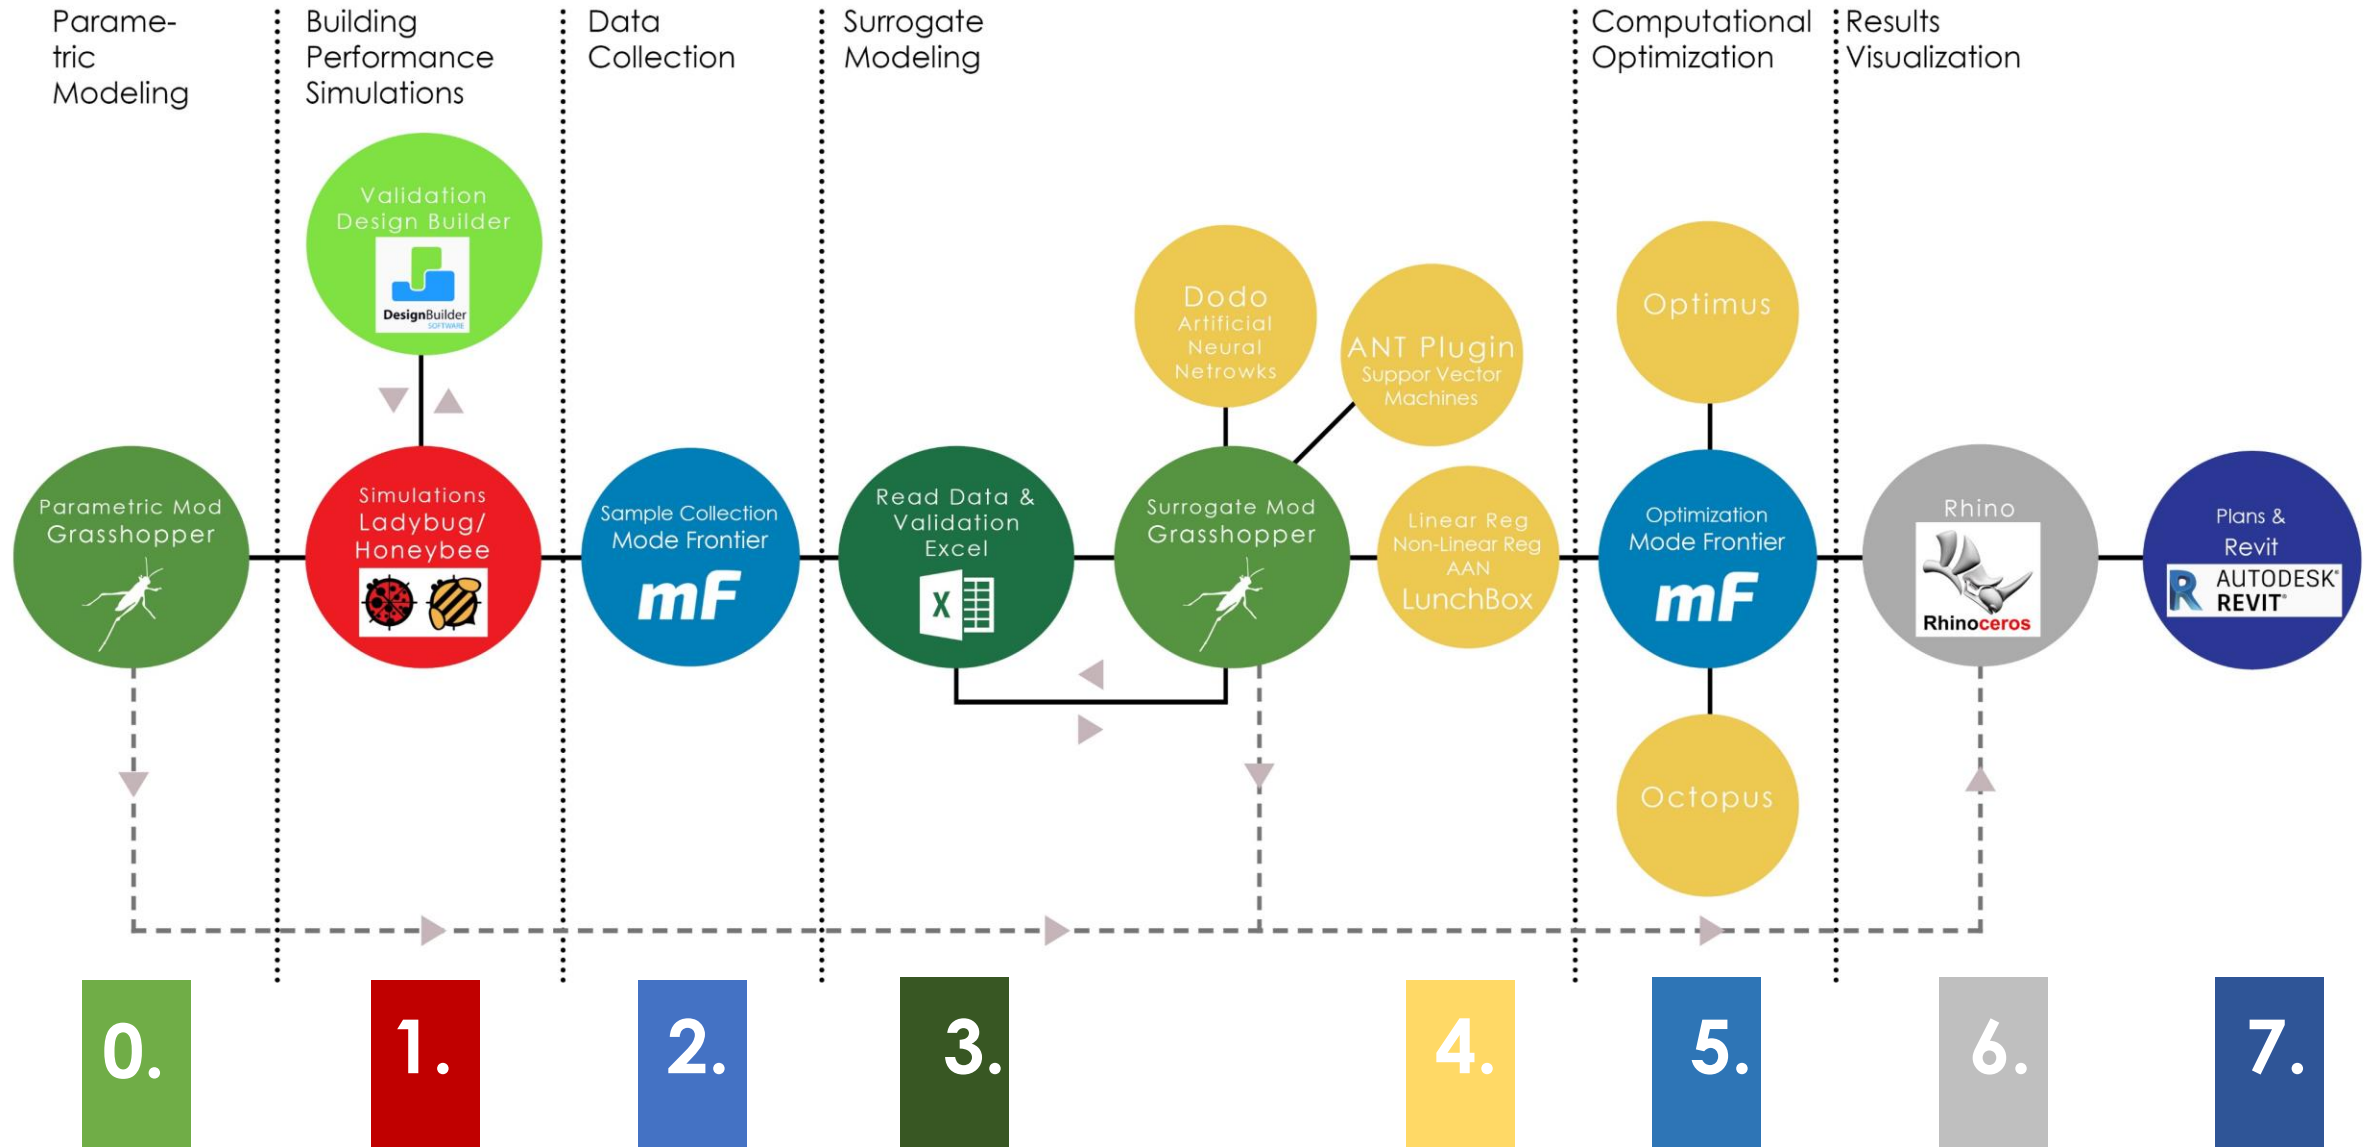 Parame-
tric
Modeling
Building
Performance
Simulations
Data
Collection
Surrogate
Modeling
Computational
Optimization
Results
Visualization
Validation
Design Builder
DesignBuilder
SOFTWARE
Dodo
Artificial
Neural
Netrowks
ANT Plugin
Suppor Vector
Machines
Optimus
Parametric Mod
Grasshopper
Simulations
Ladybug/
Honeybee
Sample Collection
Mode Frontier
mF
Read Data &
Validation
Excel
X
Surrogate Mod
Grasshopper
Linear Reg
Non-Linear Reg
AAN
LunchBox
Optimization
Mode Frontier
mF
Rhino
Rhinoceros
Plans &
Revit
R AUTODESK®
REVIT®
Octopus
0.
1.
2.
3.
4.
5.
6.
7.